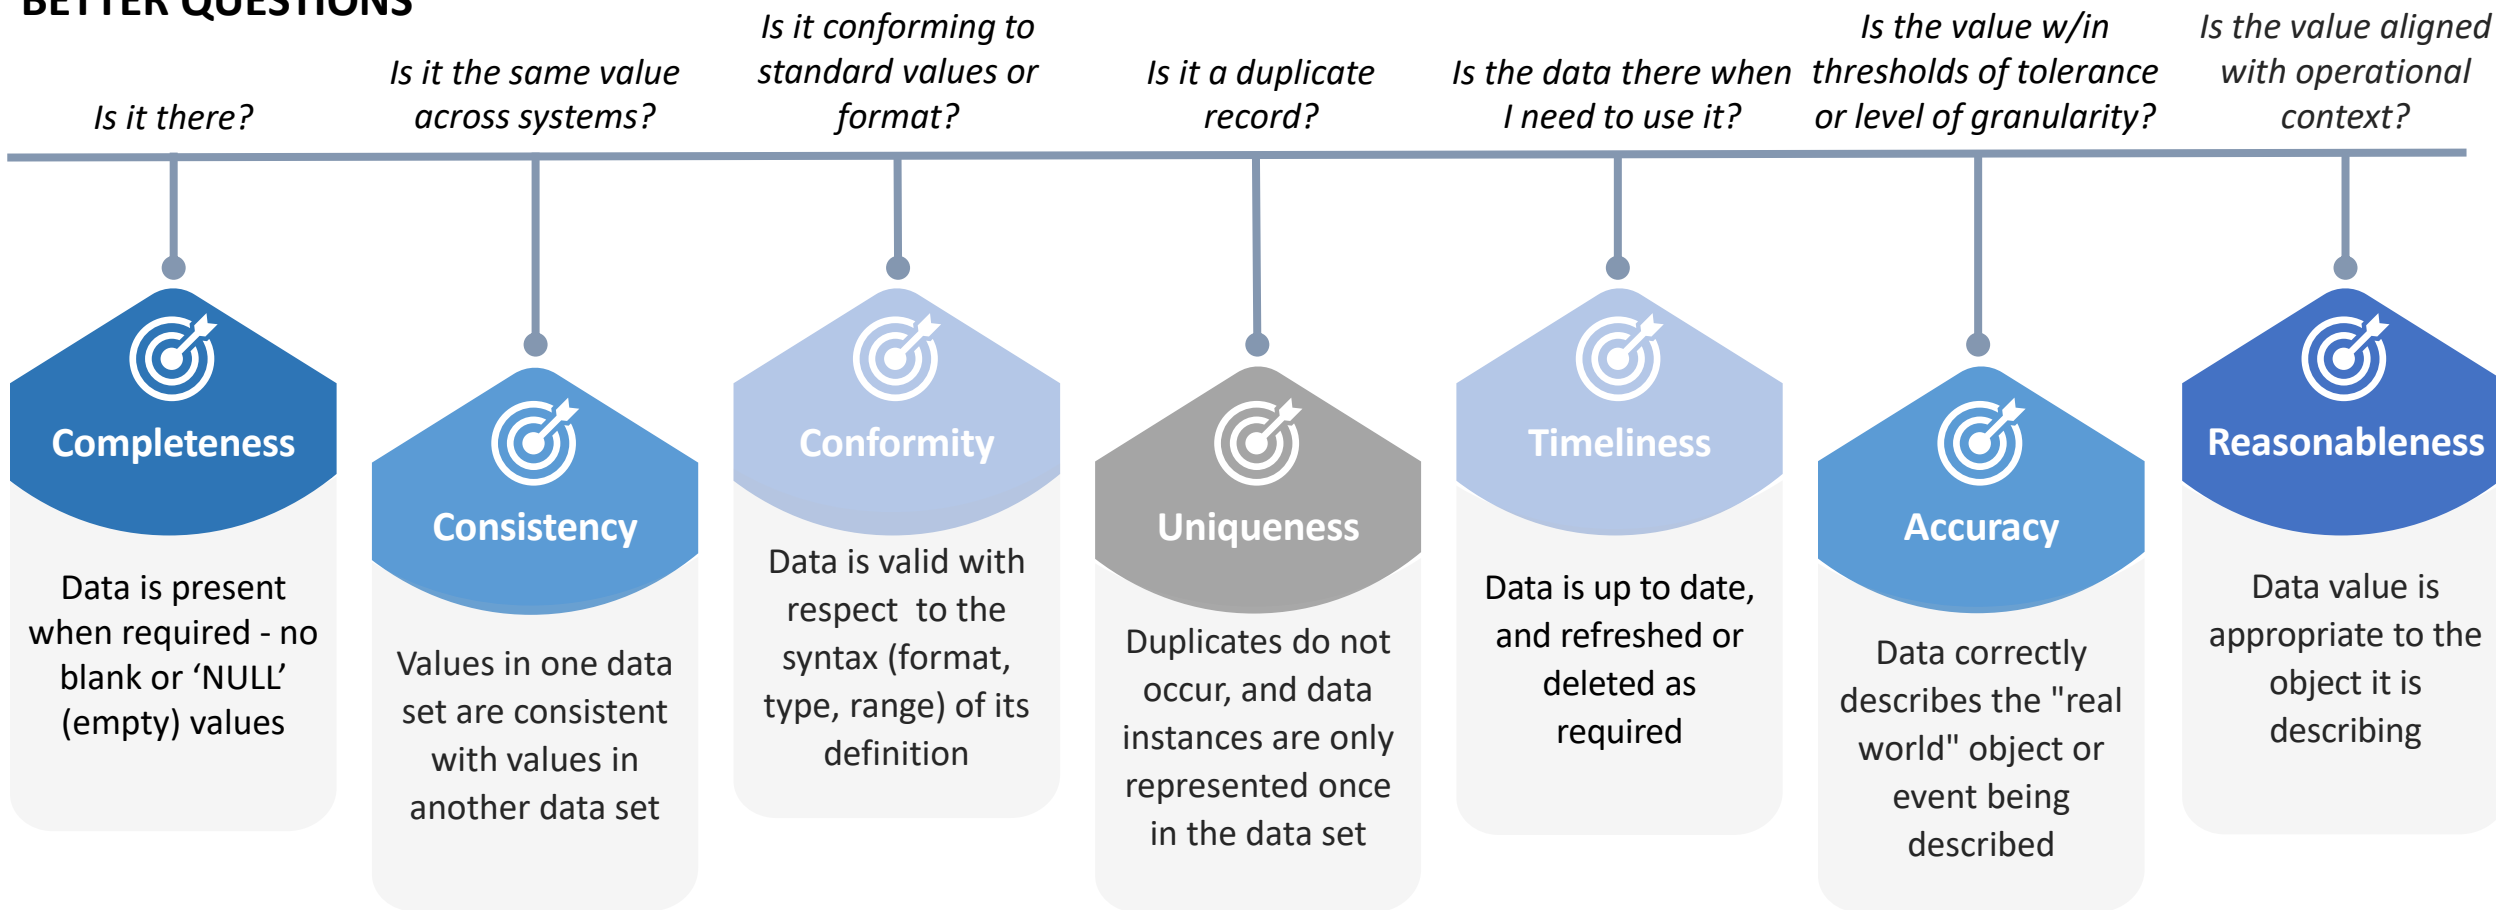 BETTER QUESTIONS
Is it there?
Is it the same value
across systems?
Is it conforming to
standard values or
format?
Is it a duplicate
record?
Is the data there when
I need to use it?
Is the value w/in
thresholds of tolerance
or level of granularity?
Is the value aligned
with operational
context?
Completeness
Data is present
when required - no
blank or ‘NULL’
(empty) values
Consistency
Values in one data
set are consistent
with values in
another data set
Conformity
Data is valid with
respect  to the
syntax (format,
type, range) of its
definition
Uniqueness
Duplicates do not
occur, and data
instances are only
represented once
in the data set
Timeliness
Data is up to date,
and refreshed or
deleted as
required
Accuracy
Data correctly
describes the "real
world" object or
event being
described
Reasonableness
Data value is
appropriate to the
object it is
describing